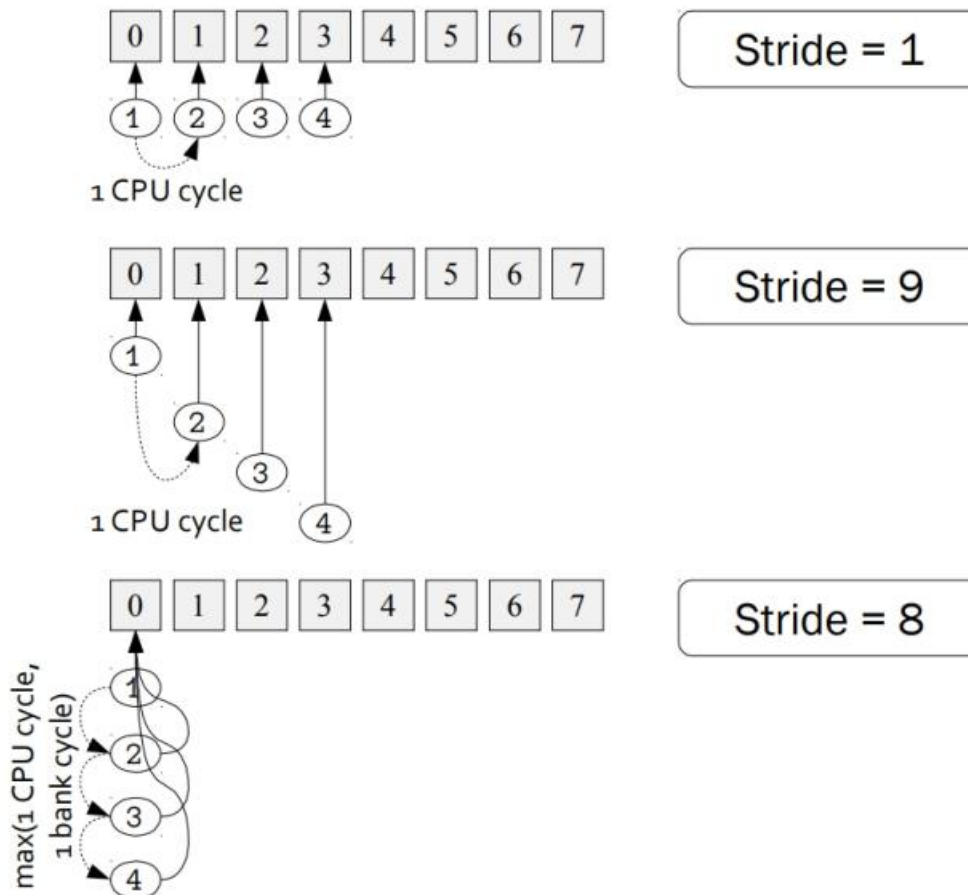 0 1 2 3 4 5 6 7
Stride = 1
1 2 3 4
1 CPU cycle
0 1 2 3 4 5 6 7
Stride = 9
1
2
3
1 CPU cycle
4
0 1 2 3 4 5 6 7
Stride = 8
max(1 CPU cycle,
1 bank cycle)
1
2
3
4